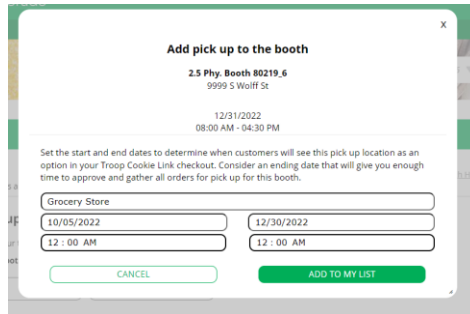 X
Add pick up to the booth
2.5 Phy. Booth 80219_6
9999 S Wolff St
12/31/2022
08:00 AM - 04:30 PM
Set the start and end dates to determine when customers will see this pick up location as an
option in your Troop Cookie Link checkout. Consider an ending date that will give you enough
time to approve and gather all orders for pick up for this booth.
Grocery Store
10/05/2022 12/30/2022
12 : 00 AM 12 : 00 AM
CANCEL ADD TO MY LIST